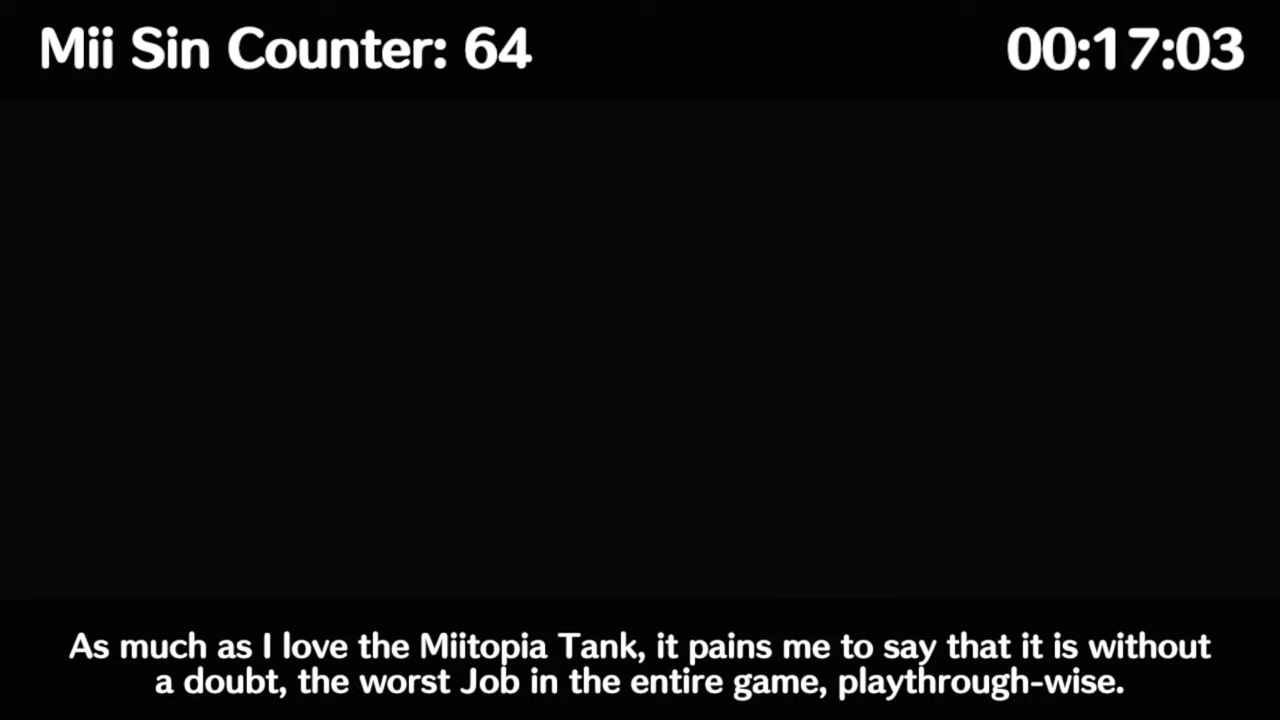 Mii Sin Counter: 64
00:17:03
As much as I love the Miitopia Tank, it pains me to say that it is without
a doubt, the worst Job in the entire game, playthrough-wise.